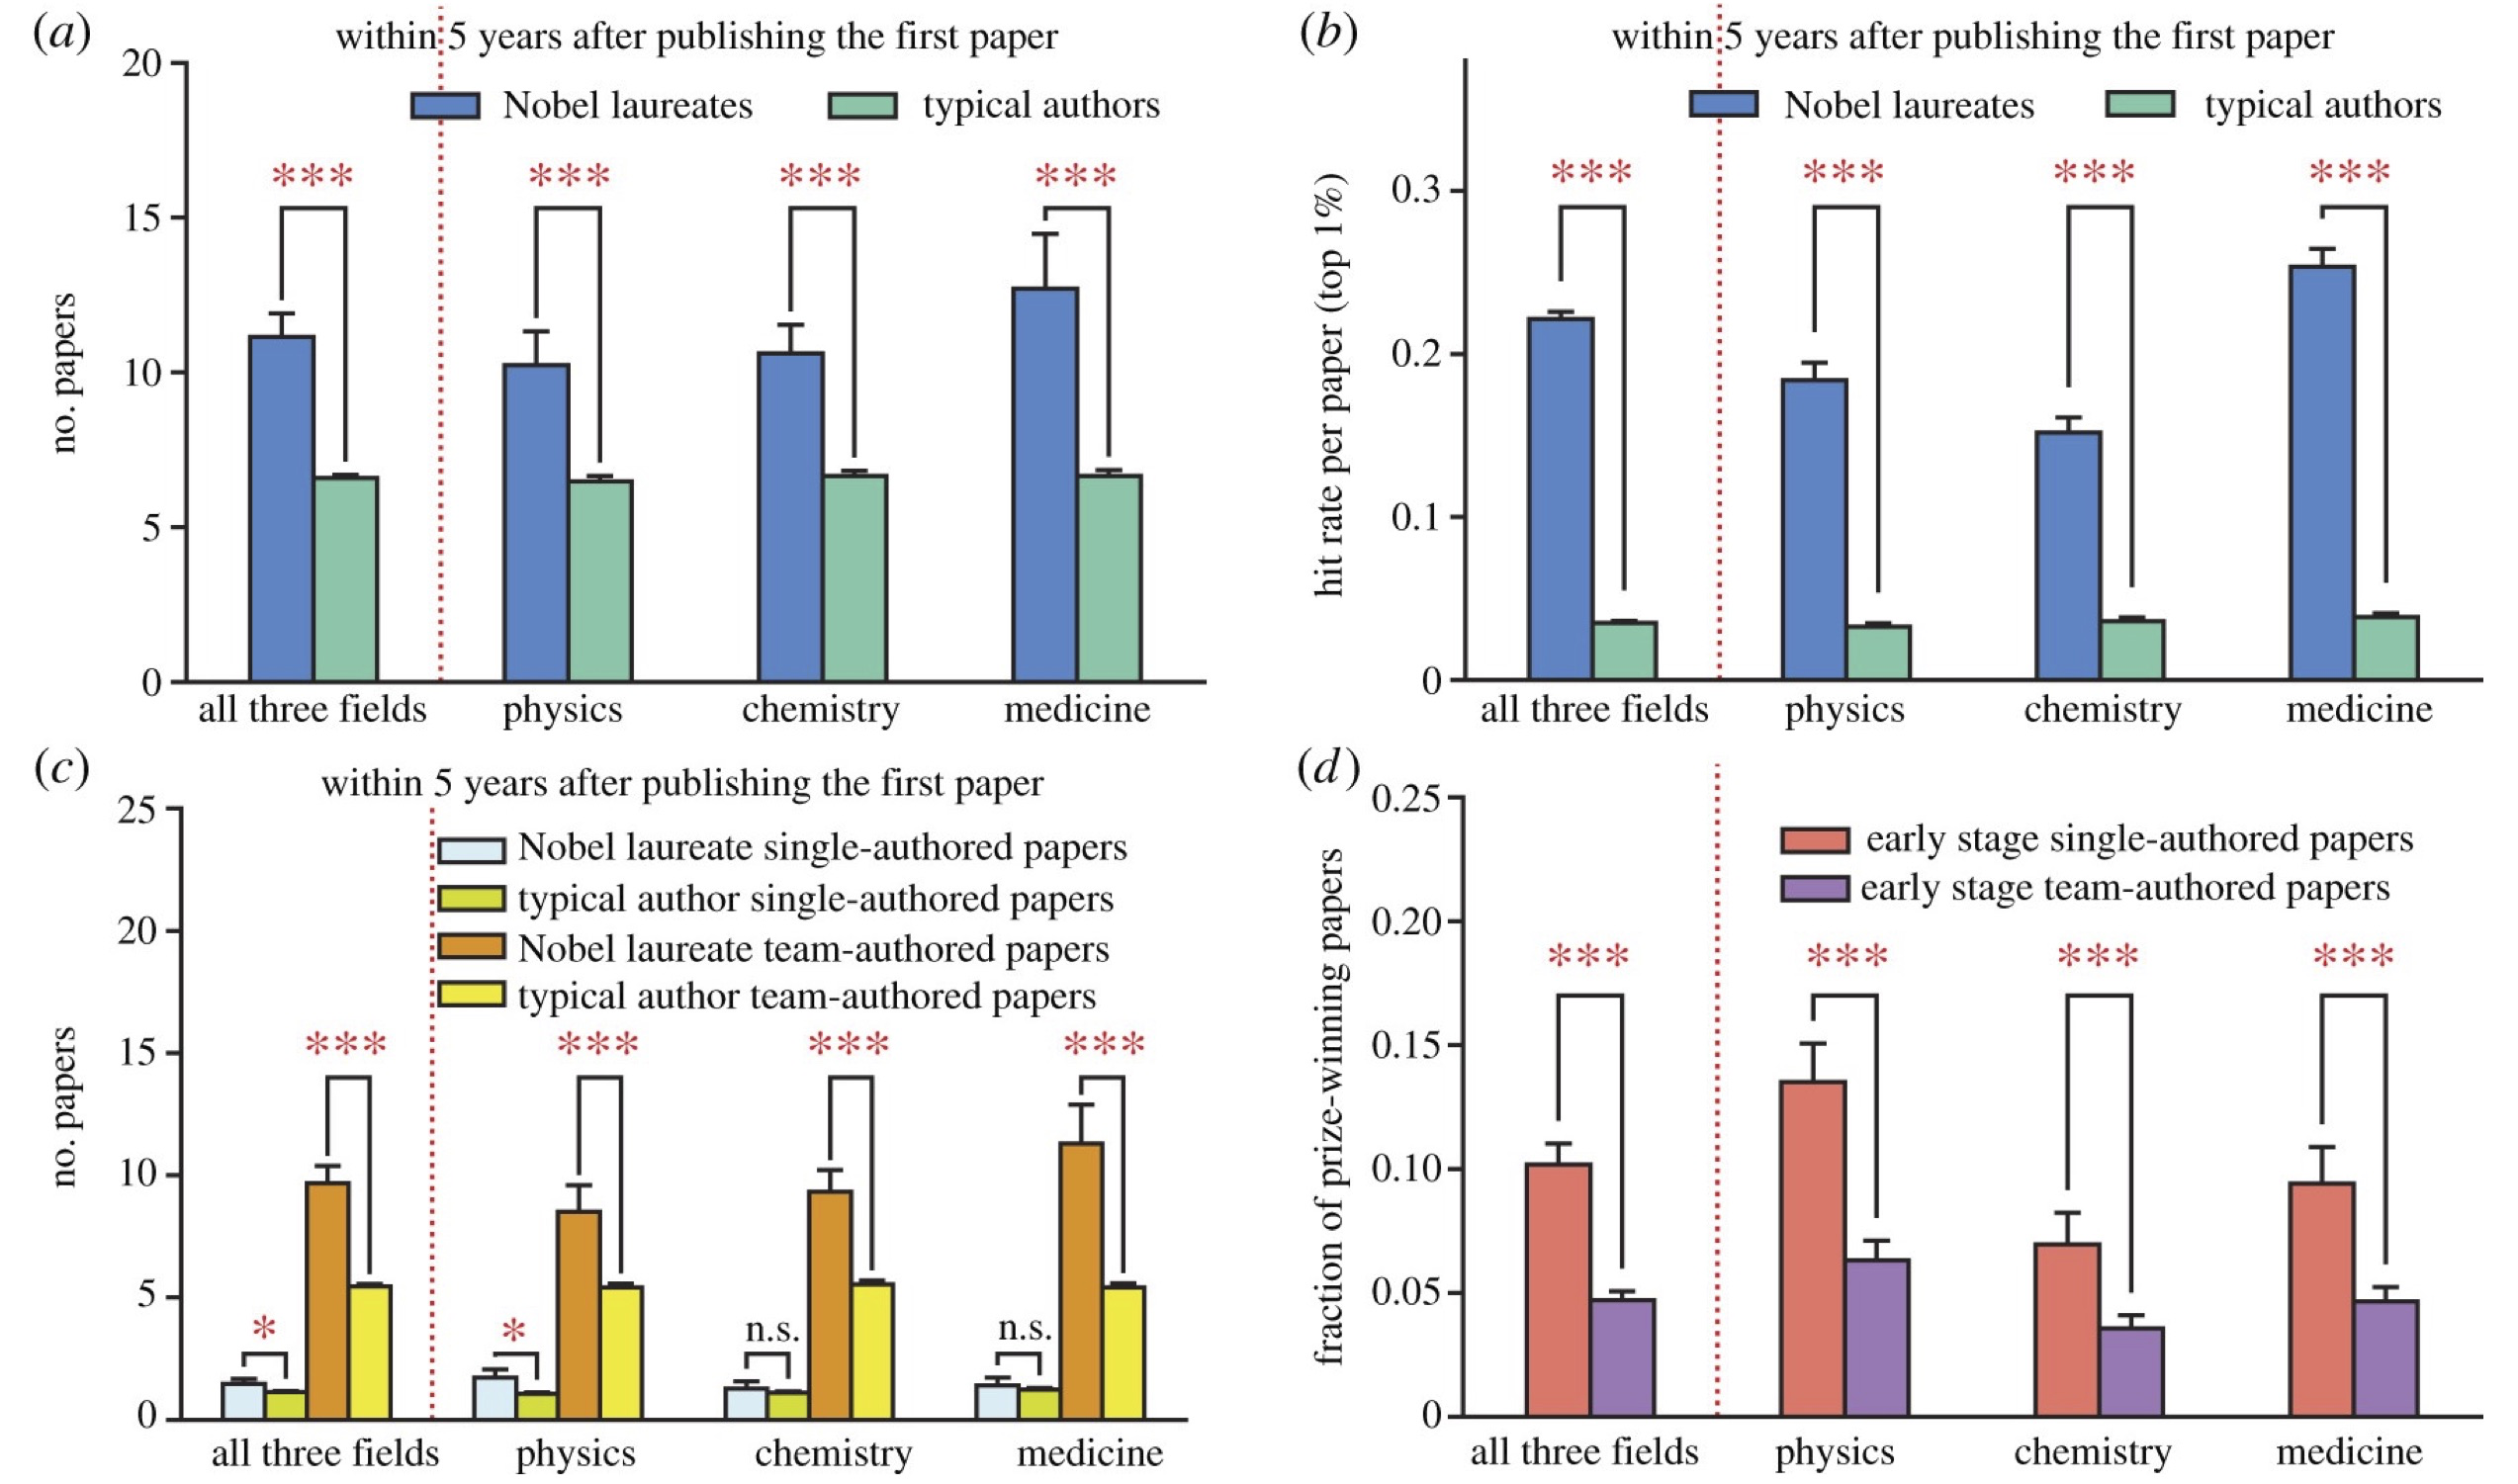 (a)
within 5 years after publishing the first paper
20
15
10
5
0
no. papers
Nobel laureates
typical authors
***
***
***
***
all three fields
physics
chemistry
medicine
(b)
within 5 years after publishing the first paper
0.3
0.2
0.1
0
hit rate per paper (top 1%)
Nobel laureates
typical authors
***
***
***
***
all three fields
physics
chemistry
medicine
(c)
within 5 years after publishing the first paper
25
20
15
10
5
0
no. papers
Nobel laureate single-authored papers
typical author single-authored papers
Nobel laureate team-authored papers
typical author team-authored papers
***
***
***
***
*
*
n.s.
n.s.
all three fields
physics
chemistry
medicine
(d)
0.25
0.20
0.15
0.10
0.05
0
fraction of prize-winning papers
early stage single-authored papers
early stage team-authored papers
***
***
***
***
all three fields
physics
chemistry
medicine